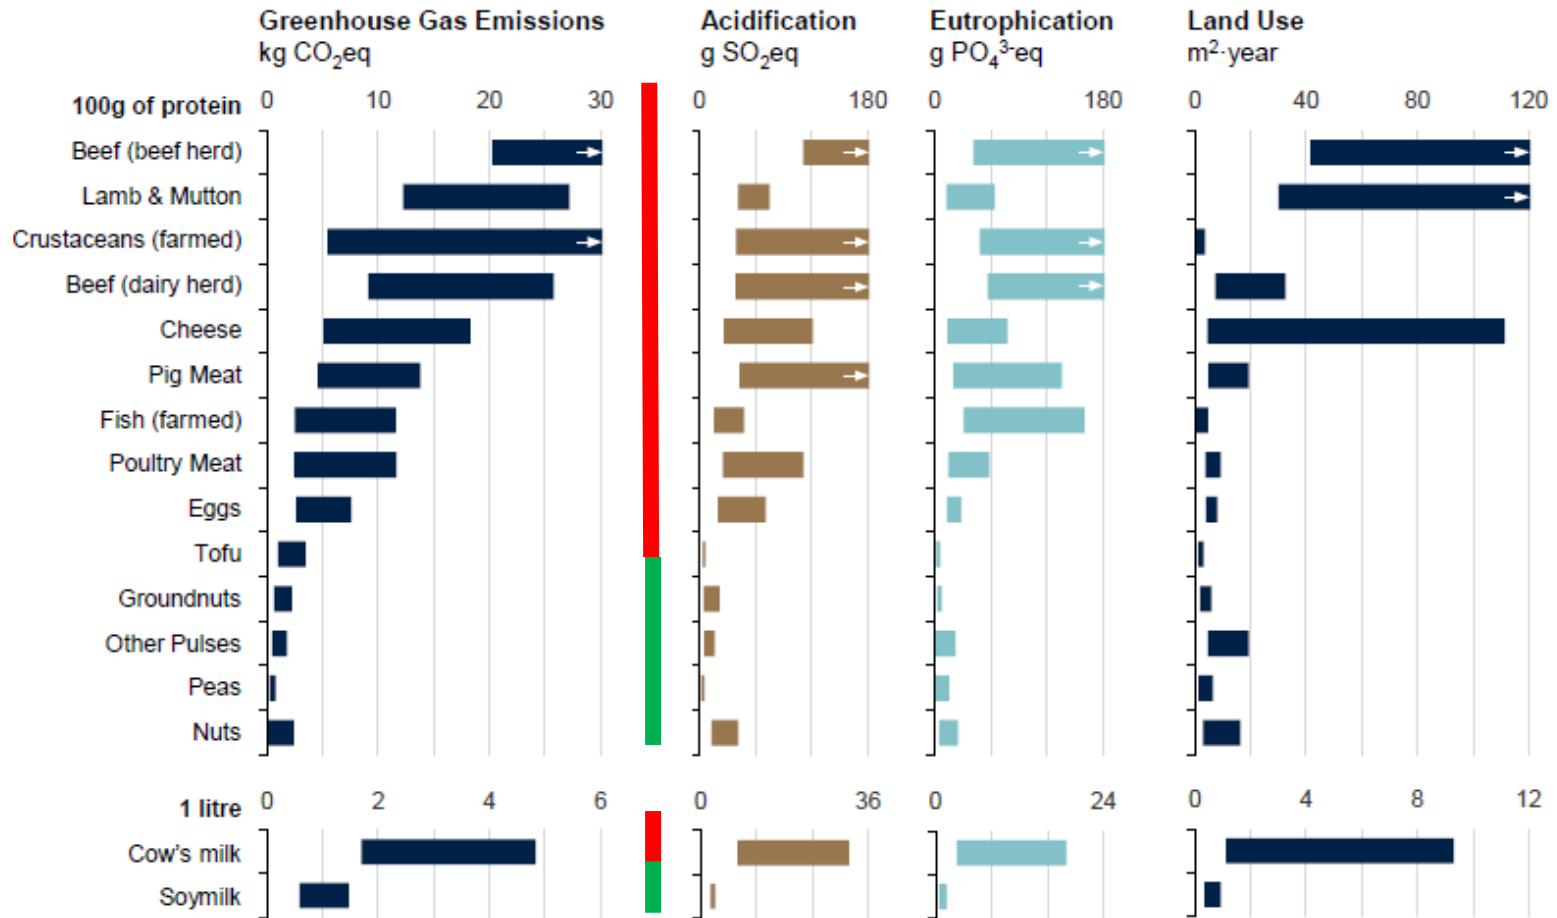 Greenhouse Gas Emissions Acidification Eutrophication Land Use
kg CO₂eq g SO₂eq g PO₄³⁻eq m²·year
100g of protein 0 10 20 30 0 180 0 180 0 40 80 120
Beef (beef herd)
Lamb & Mutton
Crustaceans (farmed)
Beef (dairy herd)
Cheese
Pig Meat
Fish (farmed)
Poultry Meat
Eggs
Tofu
Groundnuts
Other Pulses
Peas
Nuts
1 litre 0 2 4 6 0 36 0 24 0 4 8 12
Cow's milk
Soymilk